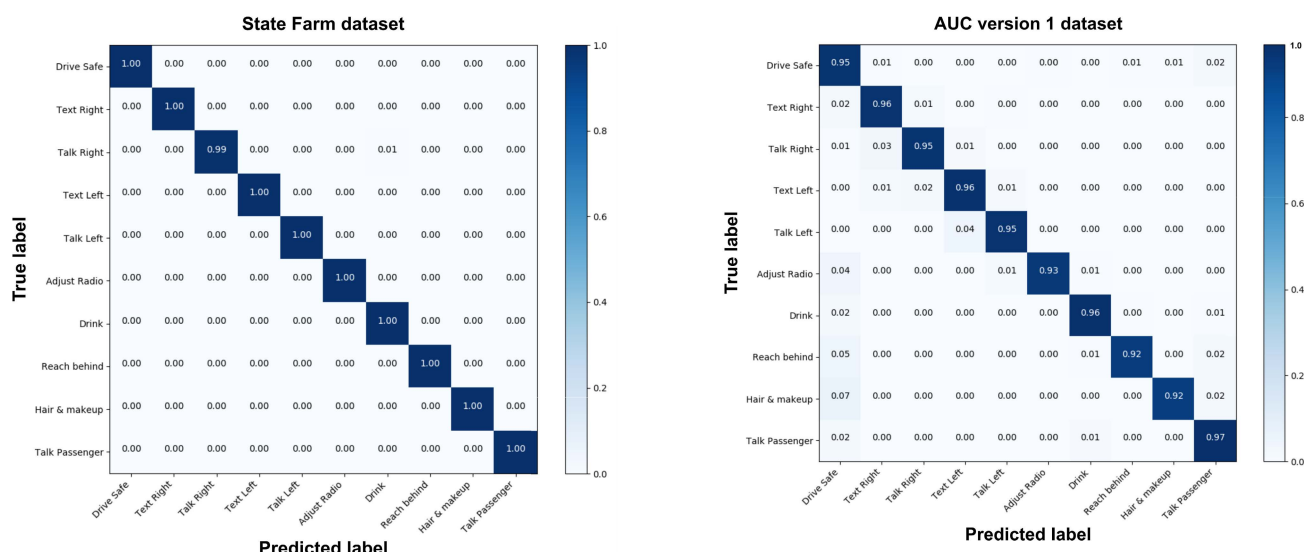 State Farm dataset
Drive Safe 1.00 0.00 0.00 0.00 0.00 0.00 0.00 0.00 0.00 0.00
Text Right 0.00 1.00 0.00 0.00 0.00 0.00 0.00 0.00 0.00 0.00
Talk Right 0.00 0.00 0.99 0.00 0.00 0.00 0.01 0.00 0.00 0.00
Text Left 0.00 0.00 0.00 1.00 0.00 0.00 0.00 0.00 0.00 0.00
Talk Left 0.00 0.00 0.00 0.00 1.00 0.00 0.00 0.00 0.00 0.00
Adjust Radio 0.00 0.00 0.00 0.00 0.00 1.00 0.00 0.00 0.00 0.00
Drink 0.00 0.00 0.00 0.00 0.00 0.00 1.00 0.00 0.00 0.00
Reach behind 0.00 0.00 0.00 0.00 0.00 0.00 0.00 1.00 0.00 0.00
Hair & makeup 0.00 0.00 0.00 0.00 0.00 0.00 0.00 0.00 1.00 0.00
Talk Passenger 0.00 0.00 0.00 0.00 0.00 0.00 0.00 0.00 0.00 1.00
True label
Drive Safe Text Right Talk Right Text Left Talk Left Adjust Radio Drink Reach behind Hair & makeup Talk Passenger
Predicted label
1.0
0.8
0.6
0.4
0.2
0.0
AUC version 1 dataset
Drive Safe 0.95 0.01 0.00 0.00 0.00 0.00 0.00 0.01 0.01 0.02
Text Right 0.02 0.96 0.01 0.00 0.00 0.00 0.00 0.00 0.00 0.00
Talk Right 0.01 0.03 0.95 0.01 0.00 0.00 0.00 0.00 0.00 0.00
Text Left 0.00 0.01 0.02 0.96 0.01 0.00 0.00 0.00 0.00 0.00
Talk Left 0.00 0.00 0.00 0.04 0.95 0.00 0.00 0.00 0.00 0.00
Adjust Radio 0.04 0.00 0.00 0.00 0.01 0.93 0.01 0.00 0.00 0.00
Drink 0.02 0.00 0.00 0.00 0.00 0.00 0.96 0.00 0.00 0.01
Reach behind 0.05 0.00 0.00 0.00 0.00 0.00 0.01 0.92 0.00 0.02
Hair & makeup 0.07 0.00 0.00 0.00 0.00 0.00 0.00 0.00 0.92 0.02
Talk Passenger 0.02 0.00 0.00 0.00 0.00 0.00 0.01 0.00 0.00 0.97
True label
Drive Safe Text Right Talk Right Text Left Talk Left Adjust Radio Drink Reach behind Hair & makeup Talk Passenger
Predicted label
1.0
0.8
0.6
0.4
0.2
0.0